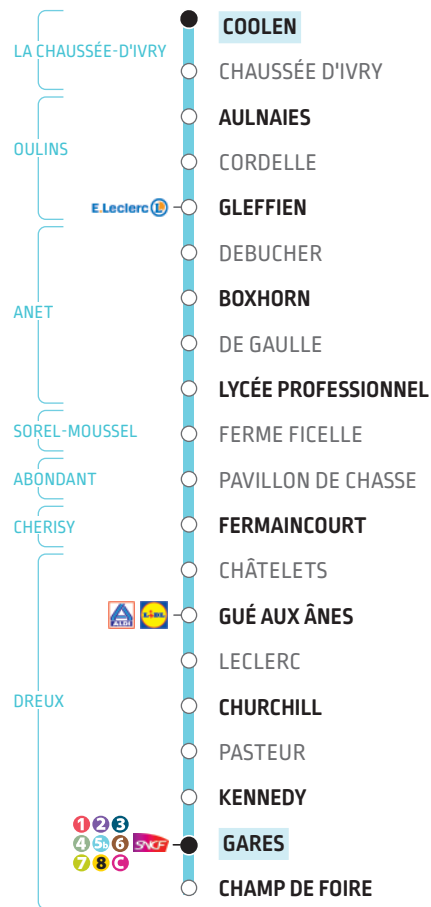 COOLEN
LA CHAUSSÉE-D'IVRY
CHAUSSÉE D'IVRY
AULNAIES
OULINS
CORDELLE
E.Leclerc L
GLEFFIEN
DEBUCHER
BOXHORN
ANET
DE GAULLE
LYCÉE PROFESSIONNEL
SOREL-MOUSSEL
FERME FICELLE
ABONDANT
PAVILLON DE CHASSE
CHERISY
FERMAINCOURT
CHÂTELETS
ALDI LIDL
GUÉ AUX ÂNES
LECLERC
DREUX
CHURCHILL
PASTEUR
KENNEDY
1 2 3
4 5b 6 SNCF
7 8 C
GARES
CHAMP DE FOIRE